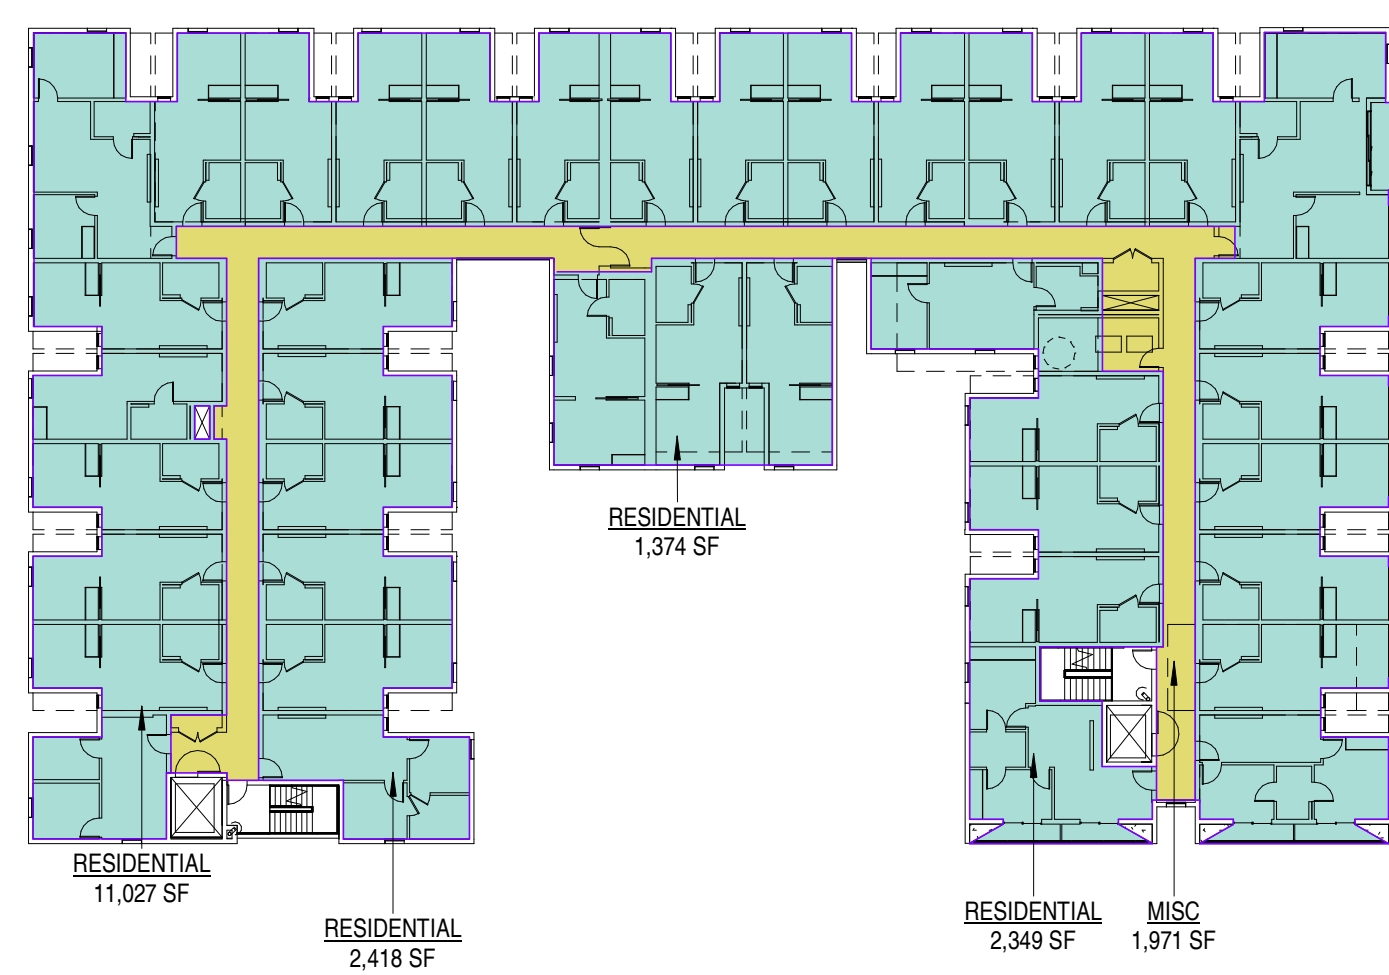 RESIDENTIAL
1,374 SF
RESIDENTIAL
11,027 SF
RESIDENTIAL
2,418 SF
RESIDENTIAL
2,349 SF
MISC
1,971 SF